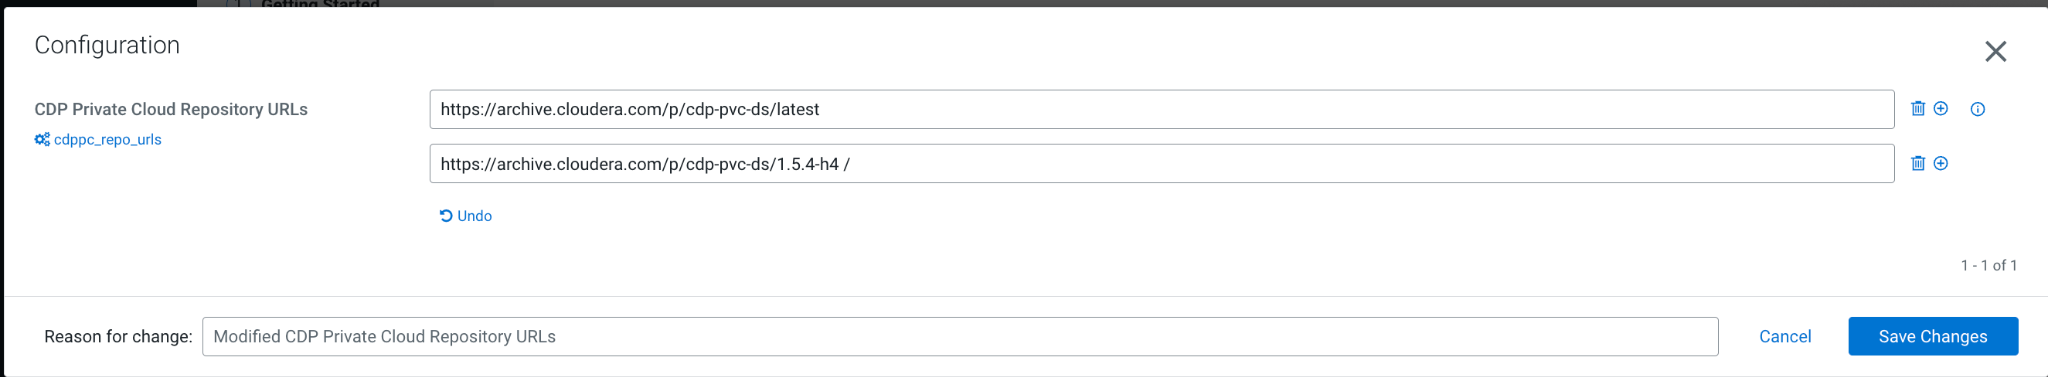 Getting Started
Configuration
CDP Private Cloud Repository URLs
cdppc_repo_urls
https://archive.cloudera.com/p/cdp-pvc-ds/latest
https://archive.cloudera.com/p/cdp-pvc-ds/1.5.4-h4 /
Undo
1 - 1 of 1
Reason for change: Modified CDP Private Cloud Repository URLs
Cancel Save Changes